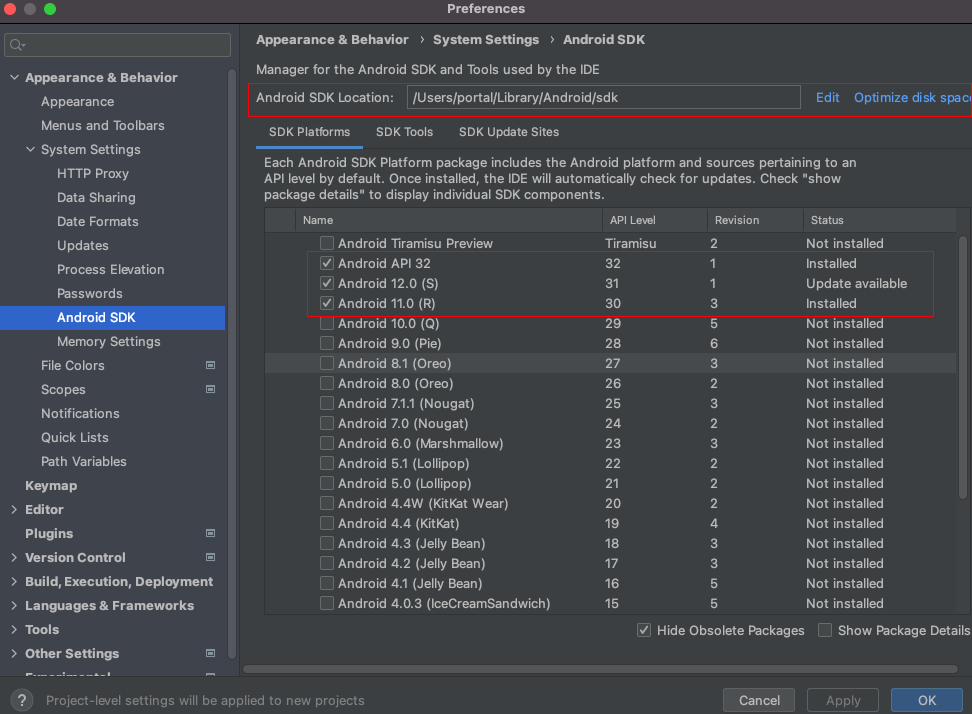 Preferences
Appearance & Behavior › System Settings › Android SDK
Manager for the Android SDK and Tools used by the IDE
Android SDK Location: /Users/portal/Library/Android/sdk Edit Optimize disk space
SDK Platforms SDK Tools SDK Update Sites
Each Android SDK Platform package includes the Android platform and sources pertaining to an
API level by default. Once installed, the IDE will automatically check for updates. Check "show
package details" to display individual SDK components.
Name API Level Revision Status
Android Tiramisu Preview Tiramisu 2 Not installed
Android API 32 32 1 Installed
Android 12.0 (S) 31 1 Update available
Android 11.0 (R) 30 3 Installed
Android 10.0 (Q) 29 5 Not installed
Android 9.0 (Pie) 28 6 Not installed
Android 8.1 (Oreo) 27 3 Not installed
Android 8.0 (Oreo) 26 2 Not installed
Android 7.1.1 (Nougat) 25 3 Not installed
Android 7.0 (Nougat) 24 2 Not installed
Android 6.0 (Marshmallow) 23 3 Not installed
Android 5.1 (Lollipop) 22 2 Not installed
Android 5.0 (Lollipop) 21 2 Not installed
Android 4.4W (KitKat Wear) 20 2 Not installed
Android 4.4 (KitKat) 19 4 Not installed
Android 4.3 (Jelly Bean) 18 3 Not installed
Android 4.2 (Jelly Bean) 17 3 Not installed
Android 4.1 (Jelly Bean) 16 5 Not installed
Android 4.0.3 (IceCreamSandwich) 15 5 Not installed
Hide Obsolete Packages Show Package Details
Appearance & Behavior
Appearance
Menus and Toolbars
System Settings
HTTP Proxy
Data Sharing
Date Formats
Updates
Process Elevation
Passwords
Android SDK
Memory Settings
File Colors
Scopes
Notifications
Quick Lists
Path Variables
Keymap
Editor
Plugins
Version Control
Build, Execution, Deployment
Languages & Frameworks
Tools
Other Settings
Experimental
? Project-level settings will be applied to new projects
Cancel Apply OK